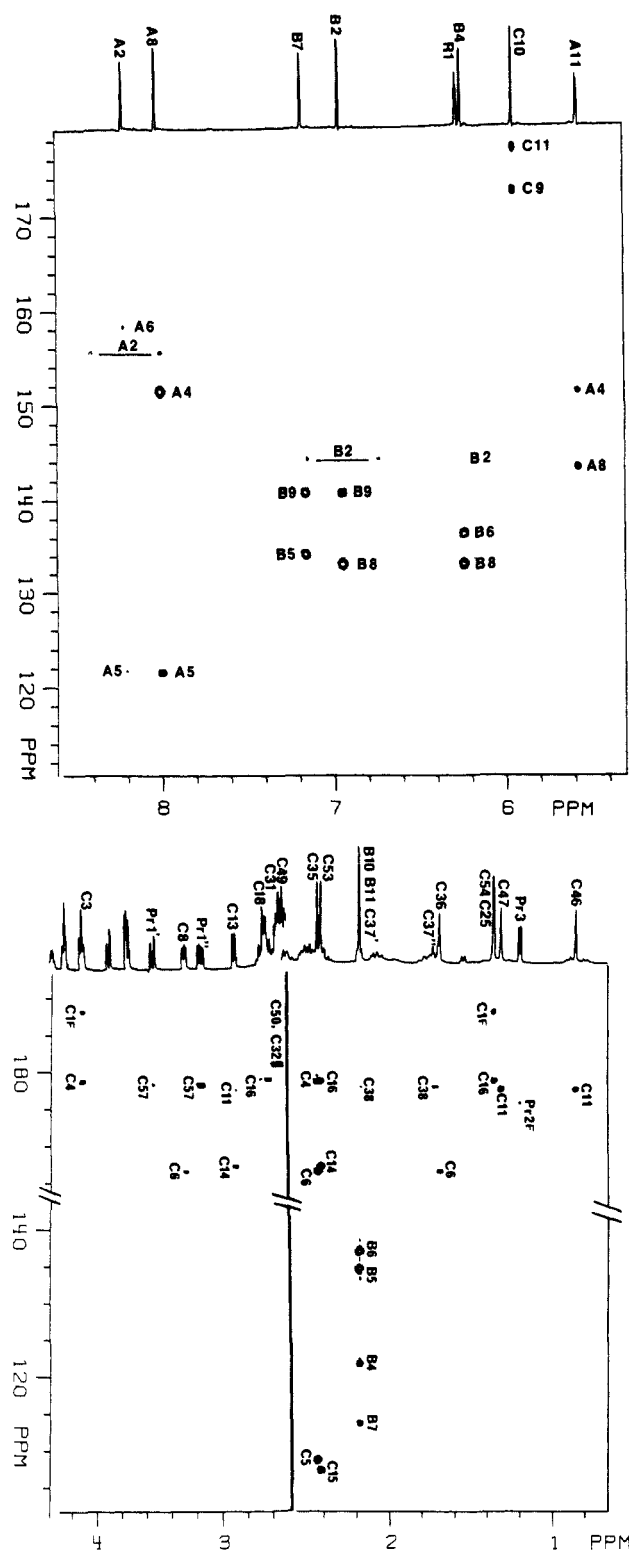 A2
A8
B7
B2
R1
B4
C10
A11
C11
C9
170
A6
160
A2
A4
A4
150
B2
B2
A8
B9
B9
140
B6
B5
B8
B8
130
A5
A5
120
PPM
8
7
6
PPM
C3
Pr1'
C8
Pr1"
C13
C18
C31
C49
C35
C53
B10 B11 C37'
C37"
C36
C54 C25
C47
Pr3
C46
C1F
C50, C32
C1F
180
C4
C57
C57
C11
C16
C4
C16
C38
C38
C16
C11
Pr2F
C11
C6
C14
C6
C14
C6
140
B6
B5
120
B4
B7
PPM
C5
C15
4
3
2
1
PPM